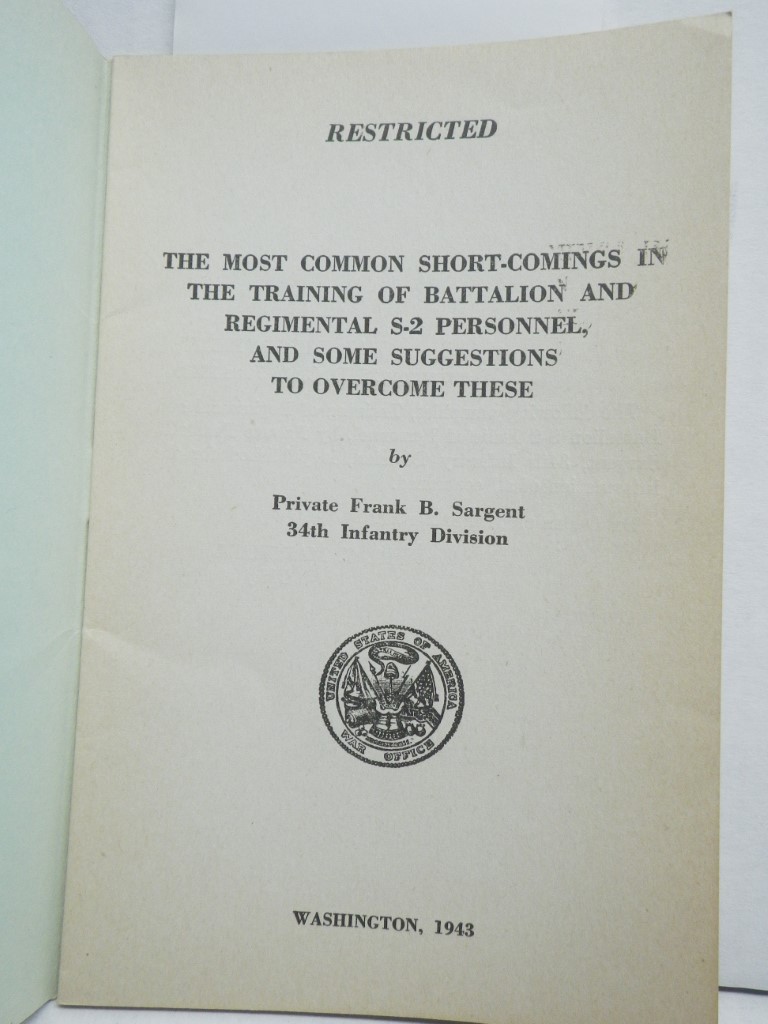 RESTRICTED
THE MOST COMMON SHORT-COMINGS IN
THE TRAINING OF BATTALION AND
REGIMENTAL S-2 PERSONNEL,
AND SOME SUGGESTIONS
TO OVERCOME THESE
by
Private Frank B. Sargent
34th Infantry Division
UNITED STATES OF AMERICA
WAR OFFICE
WASHINGTON, 1943